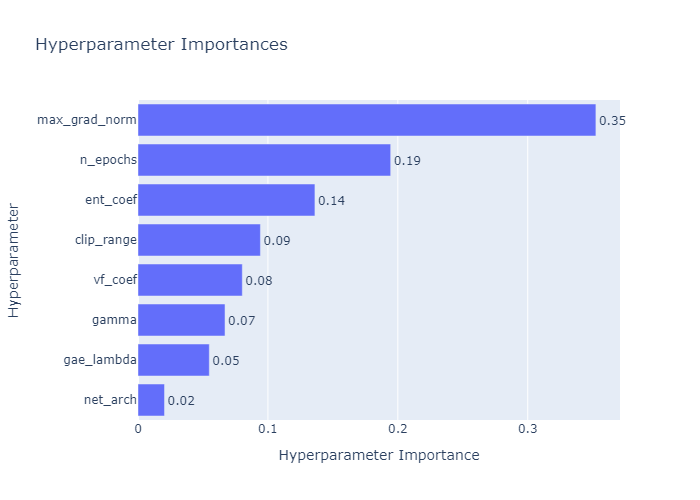 Hyperparameter Importances
Hyperparameter
max_grad_norm 0.35
n_epochs 0.19
ent_coef 0.14
clip_range 0.09
vf_coef 0.08
gamma 0.07
gae_lambda 0.05
net_arch 0.02
0 0.1 0.2 0.3
Hyperparameter Importance